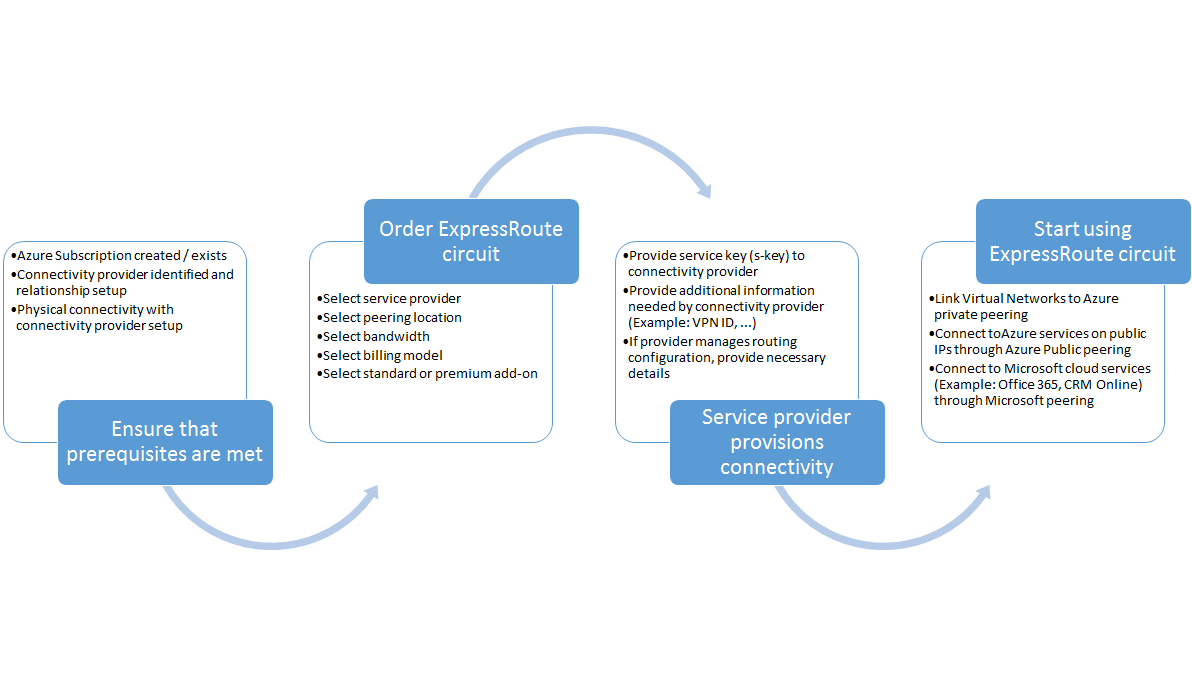 •Azure Subscription created / exists
•Connectivity provider identified and
relationship setup
•Physical connectivity with
connectivity provider setup
Ensure that
prerequisites are met
Order ExpressRoute
circuit
•Select service provider
•Select peering location
•Select bandwidth
•Select billing model
•Select standard or premium add-on
•Provide service key (s-key) to
connectivity provider
•Provide additional information
needed by connectivity provider
(Example: VPN ID, ...)
•If provider manages routing
configuration, provide necessary
details
Service provider
provisions
connectivity
Start using
ExpressRoute circuit
•Link Virtual Networks to Azure
private peering
•Connect toAzure services on public
IPs through Azure Public peering
•Connect to Microsoft cloud services
(Example: Office 365, CRM Online)
through Microsoft peering